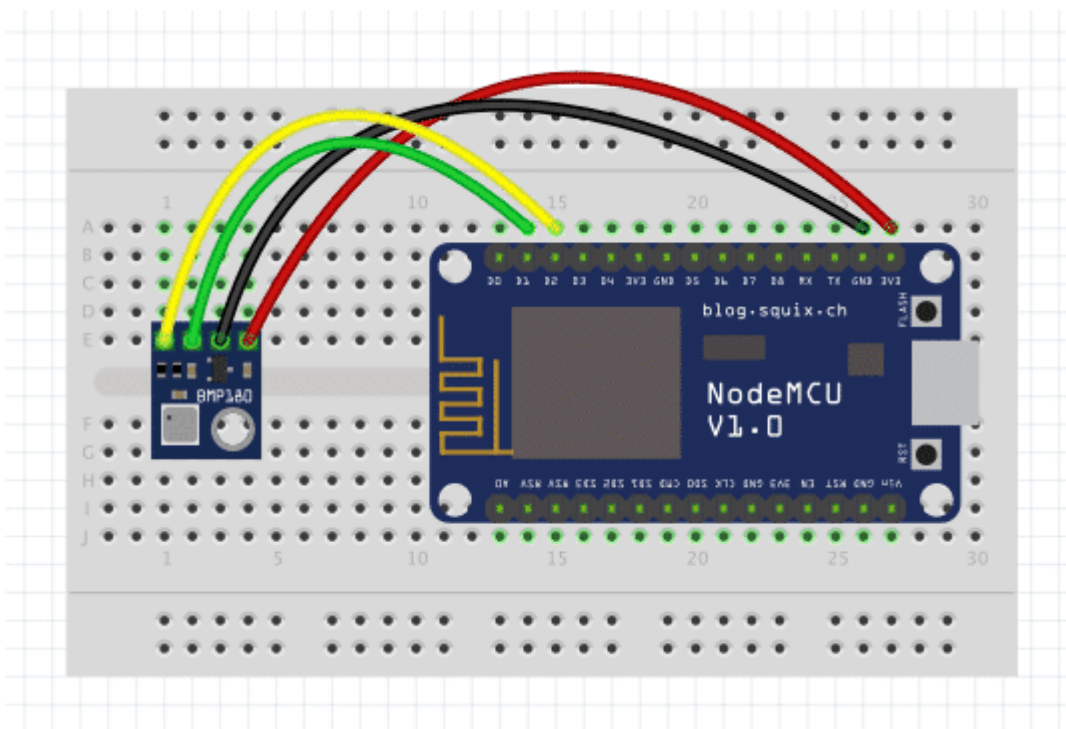 1 5 10 15 20 25 30
A
B
C
D
E
F
G
H
I
J
D0 D1 D2 D3 D4 3V3 GND D5 D6 D7 D8 RX TX GND 3V3
blog.squix.ch
FLASH
BMP180
NodeMCU
V1.0
RST
A0 RSV RSV SD3 SD2 SD1 CMD SD0 CLK GND 3V3 EN RST GND Vin
1 5 10 15 20 25 30